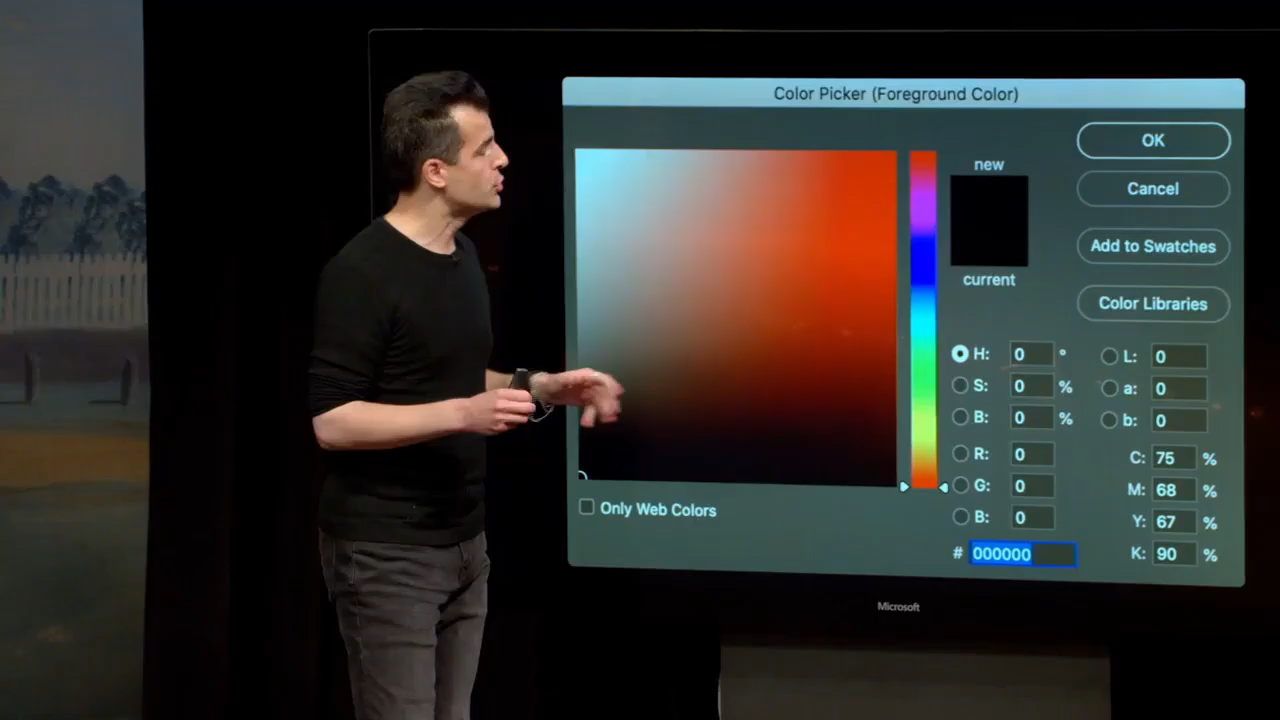 Color Picker (Foreground Color)
OK
new
Cancel
Add to Swatches
current
Color Libraries
H: 0 °
L: 0
S: 0 %
a: 0
B: 0 %
b: 0
R: 0
C: 75 %
G: 0
M: 68 %
B: 0
Y: 67 %
Only Web Colors
# 000000
K: 90 %
Microsoft